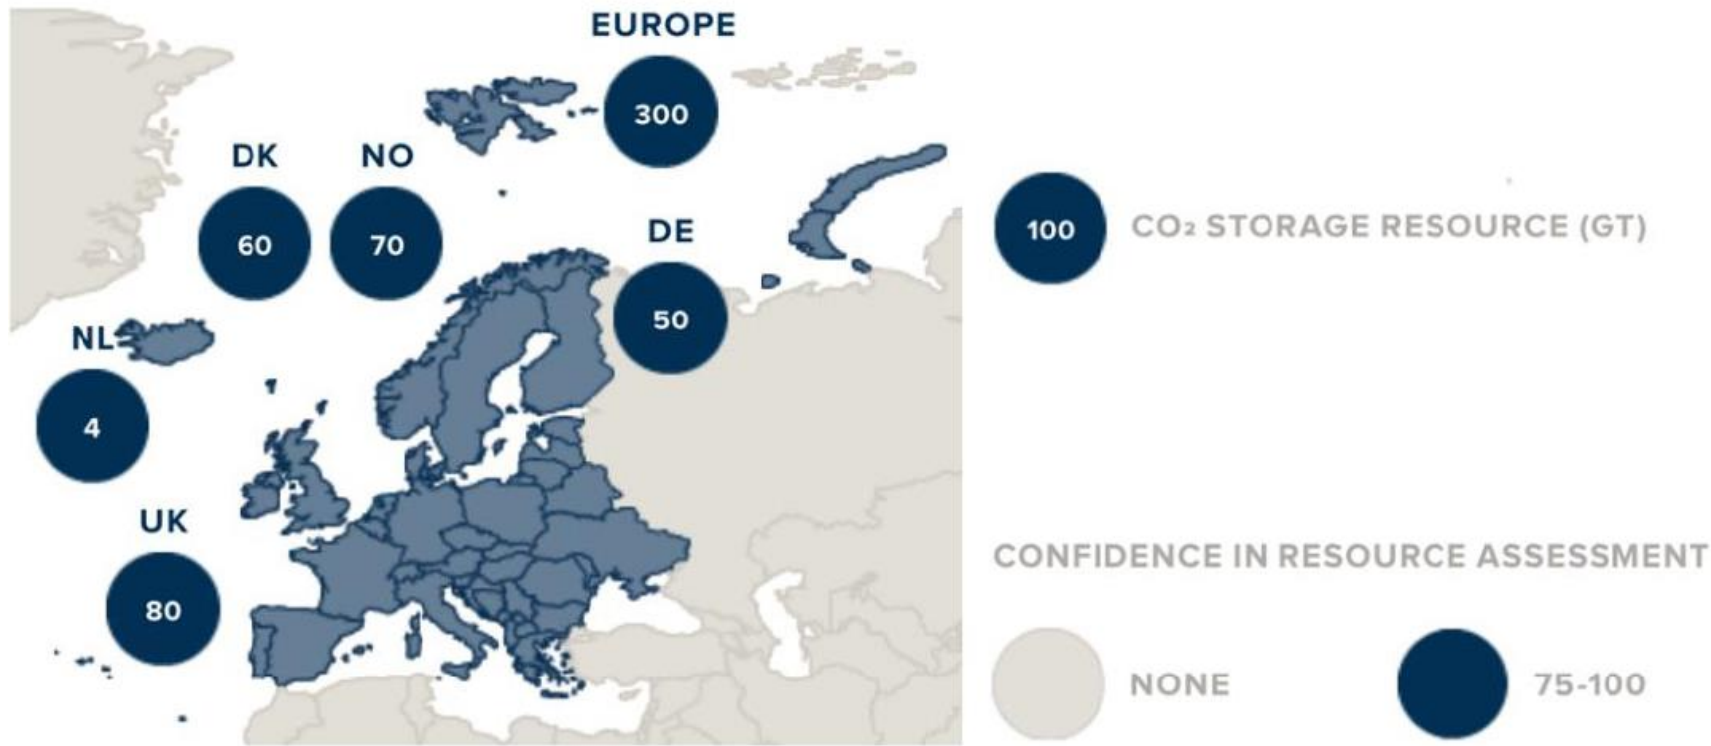 EUROPE
300
DK
60
NO
70
DE
50
NL
4
UK
80
100
CO₂ STORAGE RESOURCE (GT)
CONFIDENCE IN RESOURCE ASSESSMENT
NONE
75-100